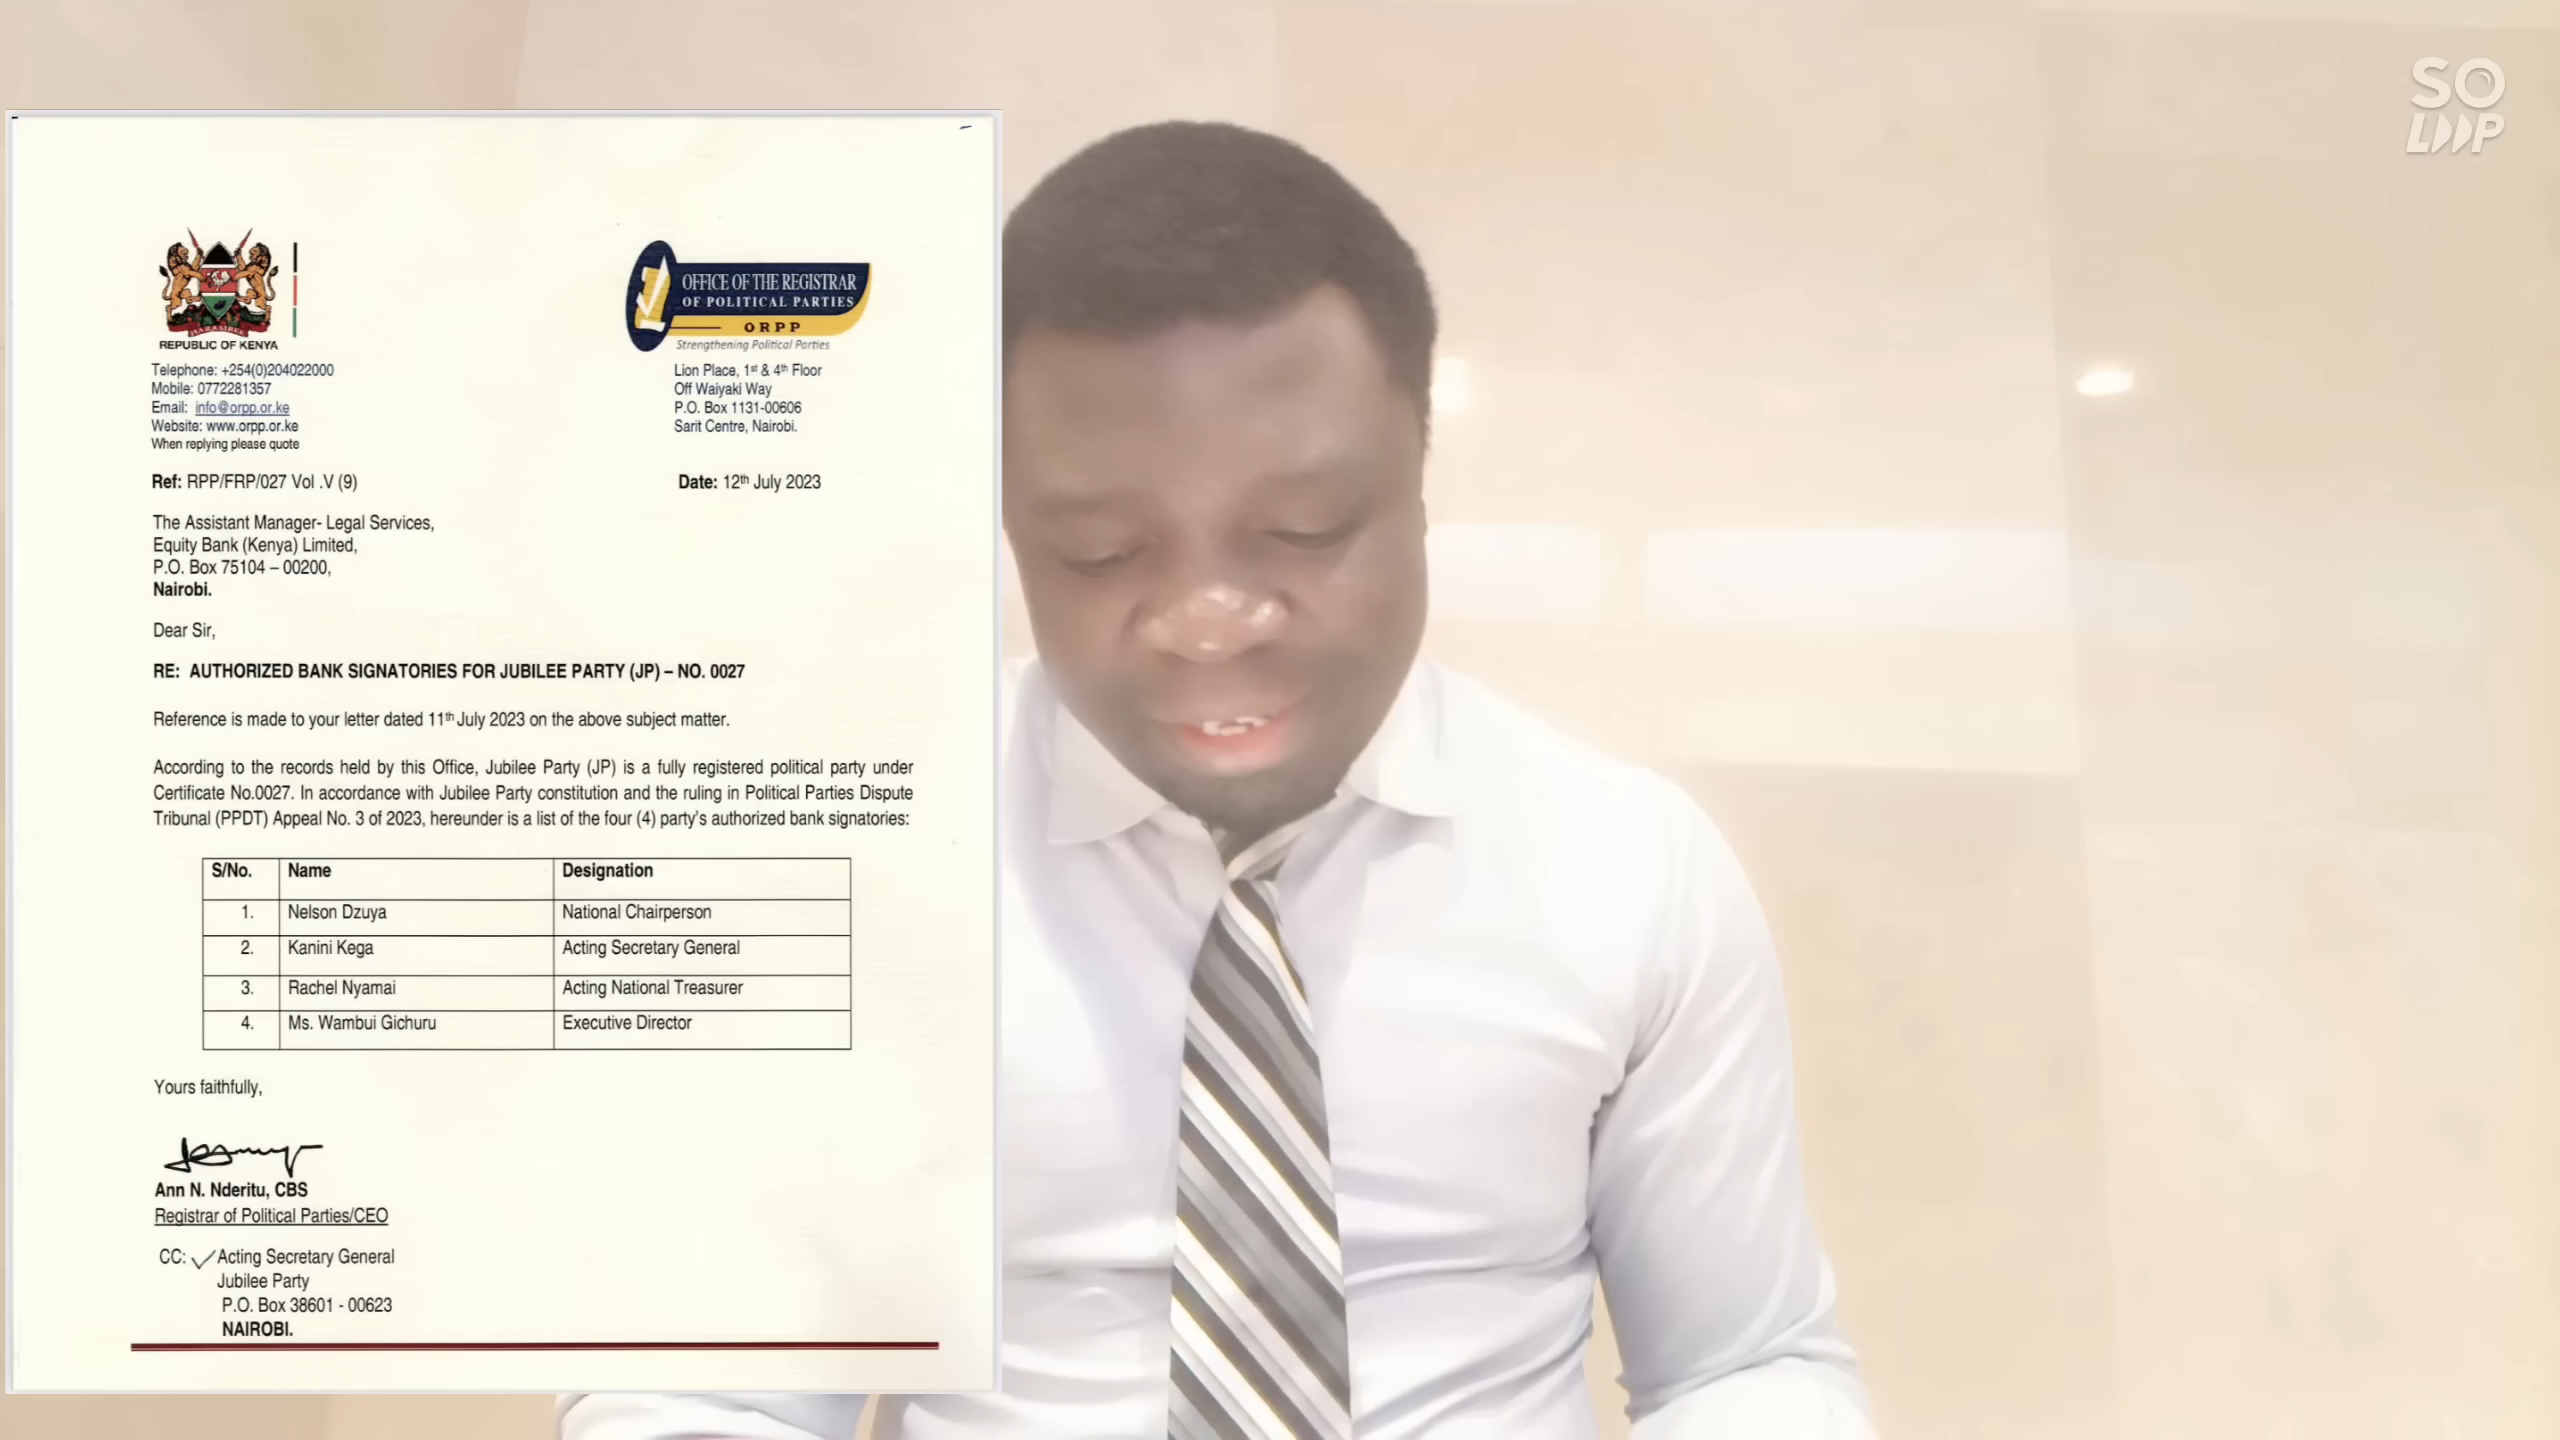 SO
LOOP
HARAMBEE
REPUBLIC OF KENYA
OFFICE OF THE REGISTRAR
OF POLITICAL PARTIES
ORPP
Strengthening Political Parties
Telephone: +254(0)204022000
Mobile: 0772281357
Email: info@orpp.or.ke
Website: www.orpp.or.ke
When replying please quote
Lion Place, 1st & 4th Floor
Off Waiyaki Way
P.O. Box 1131-00606
Sarit Centre, Nairobi.
Ref: RPP/FRP/027 Vol .V (9)
Date: 12th July 2023
The Assistant Manager- Legal Services,
Equity Bank (Kenya) Limited,
P.O. Box 75104 – 00200,
Nairobi.
Dear Sir,
RE: AUTHORIZED BANK SIGNATORIES FOR JUBILEE PARTY (JP) – NO. 0027
Reference is made to your letter dated 11th July 2023 on the above subject matter.
According to the records held by this Office, Jubilee Party (JP) is a fully registered political party under
Certificate No.0027. In accordance with Jubilee Party constitution and the ruling in Political Parties Dispute
Tribunal (PPDT) Appeal No. 3 of 2023, hereunder is a list of the four (4) party's authorized bank signatories:
S/No. Name Designation
1. Nelson Dzuya National Chairperson
2. Kanini Kega Acting Secretary General
3. Rachel Nyamai Acting National Treasurer
4. Ms. Wambui Gichuru Executive Director
Yours faithfully,
Ann N. Nderitu, CBS
Registrar of Political Parties/CEO
CC: Acting Secretary General
Jubilee Party
P.O. Box 38601 - 00623
NAIROBI.